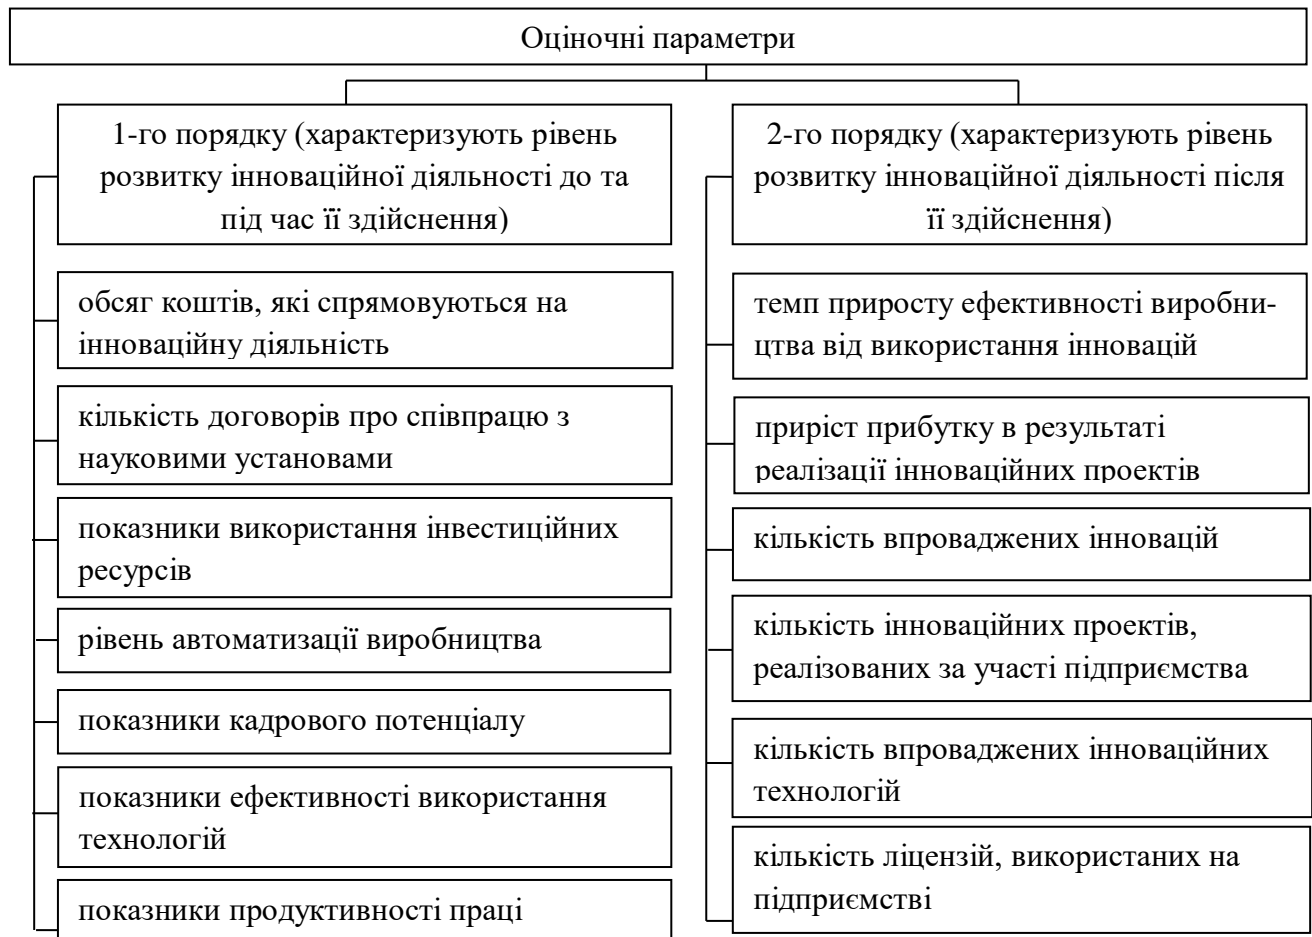 Оціночні параметри
1-го порядку (характеризують рівень
розвитку інноваційної діяльності до та
під час її здійснення)
обсяг коштів, які спрямовуються на
інноваційну діяльність
кількість договорів про співпрацю з
науковими установами
показники використання інвестиційних
ресурсів
рівень автоматизації виробництва
показники кадрового потенціалу
показники ефективності використання
технологій
показники продуктивності праці
2-го порядку (характеризують рівень
розвитку інноваційної діяльності після
її здійснення)
темп приросту ефективності виробни-
цтва від використання інновацій
приріст прибутку в результаті
реалізації інноваційних проектів
кількість впроваджених інновацій
кількість інноваційних проектів,
реалізованих за участі підприємства
кількість впроваджених інноваційних
технологій
кількість ліцензій, використаних на
підприємстві